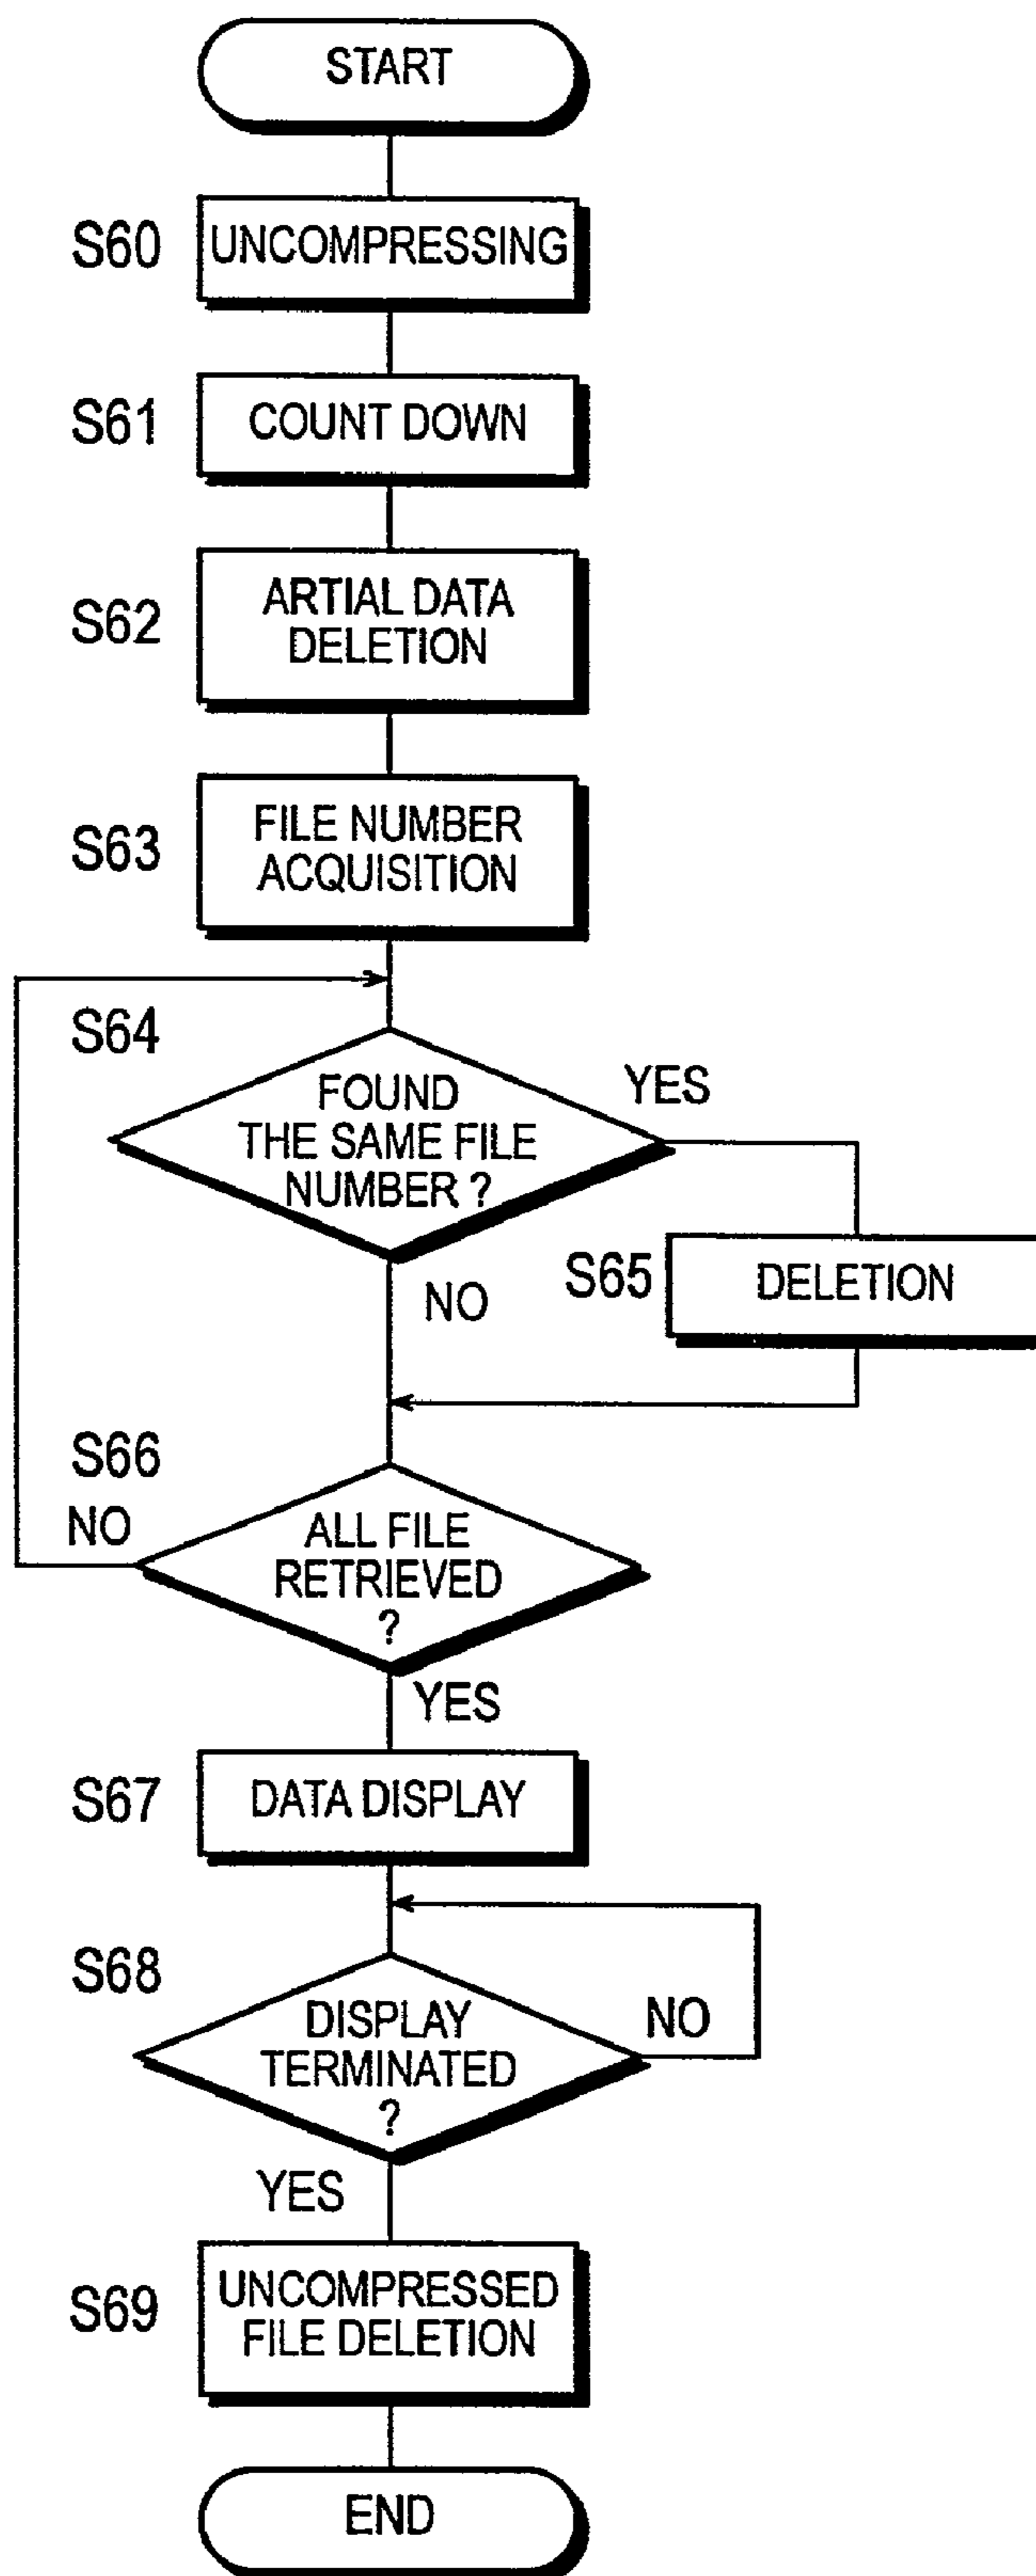 START
S60
UNCOMPRESSING
S61
COUNT DOWN
S62
ARTIAL DATA
DELETION
S63
FILE NUMBER
ACQUISITION
S64
FOUND
THE SAME FILE
NUMBER ?
YES
NO
S65
DELETION
S66
NO
ALL FILE
RETRIEVED
?
YES
S67
DATA DISPLAY
S68
DISPLAY
TERMINATED
?
NO
YES
S69
UNCOMPRESSED
FILE DELETION
END